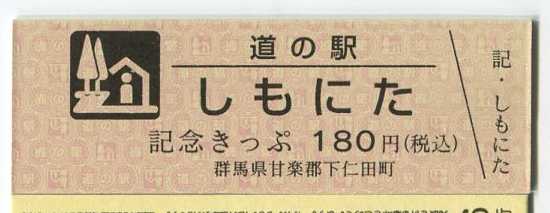 道の駅
しもにた
記念きっぷ 180円(税込)
群馬県甘楽郡下仁田町
記・しもにた